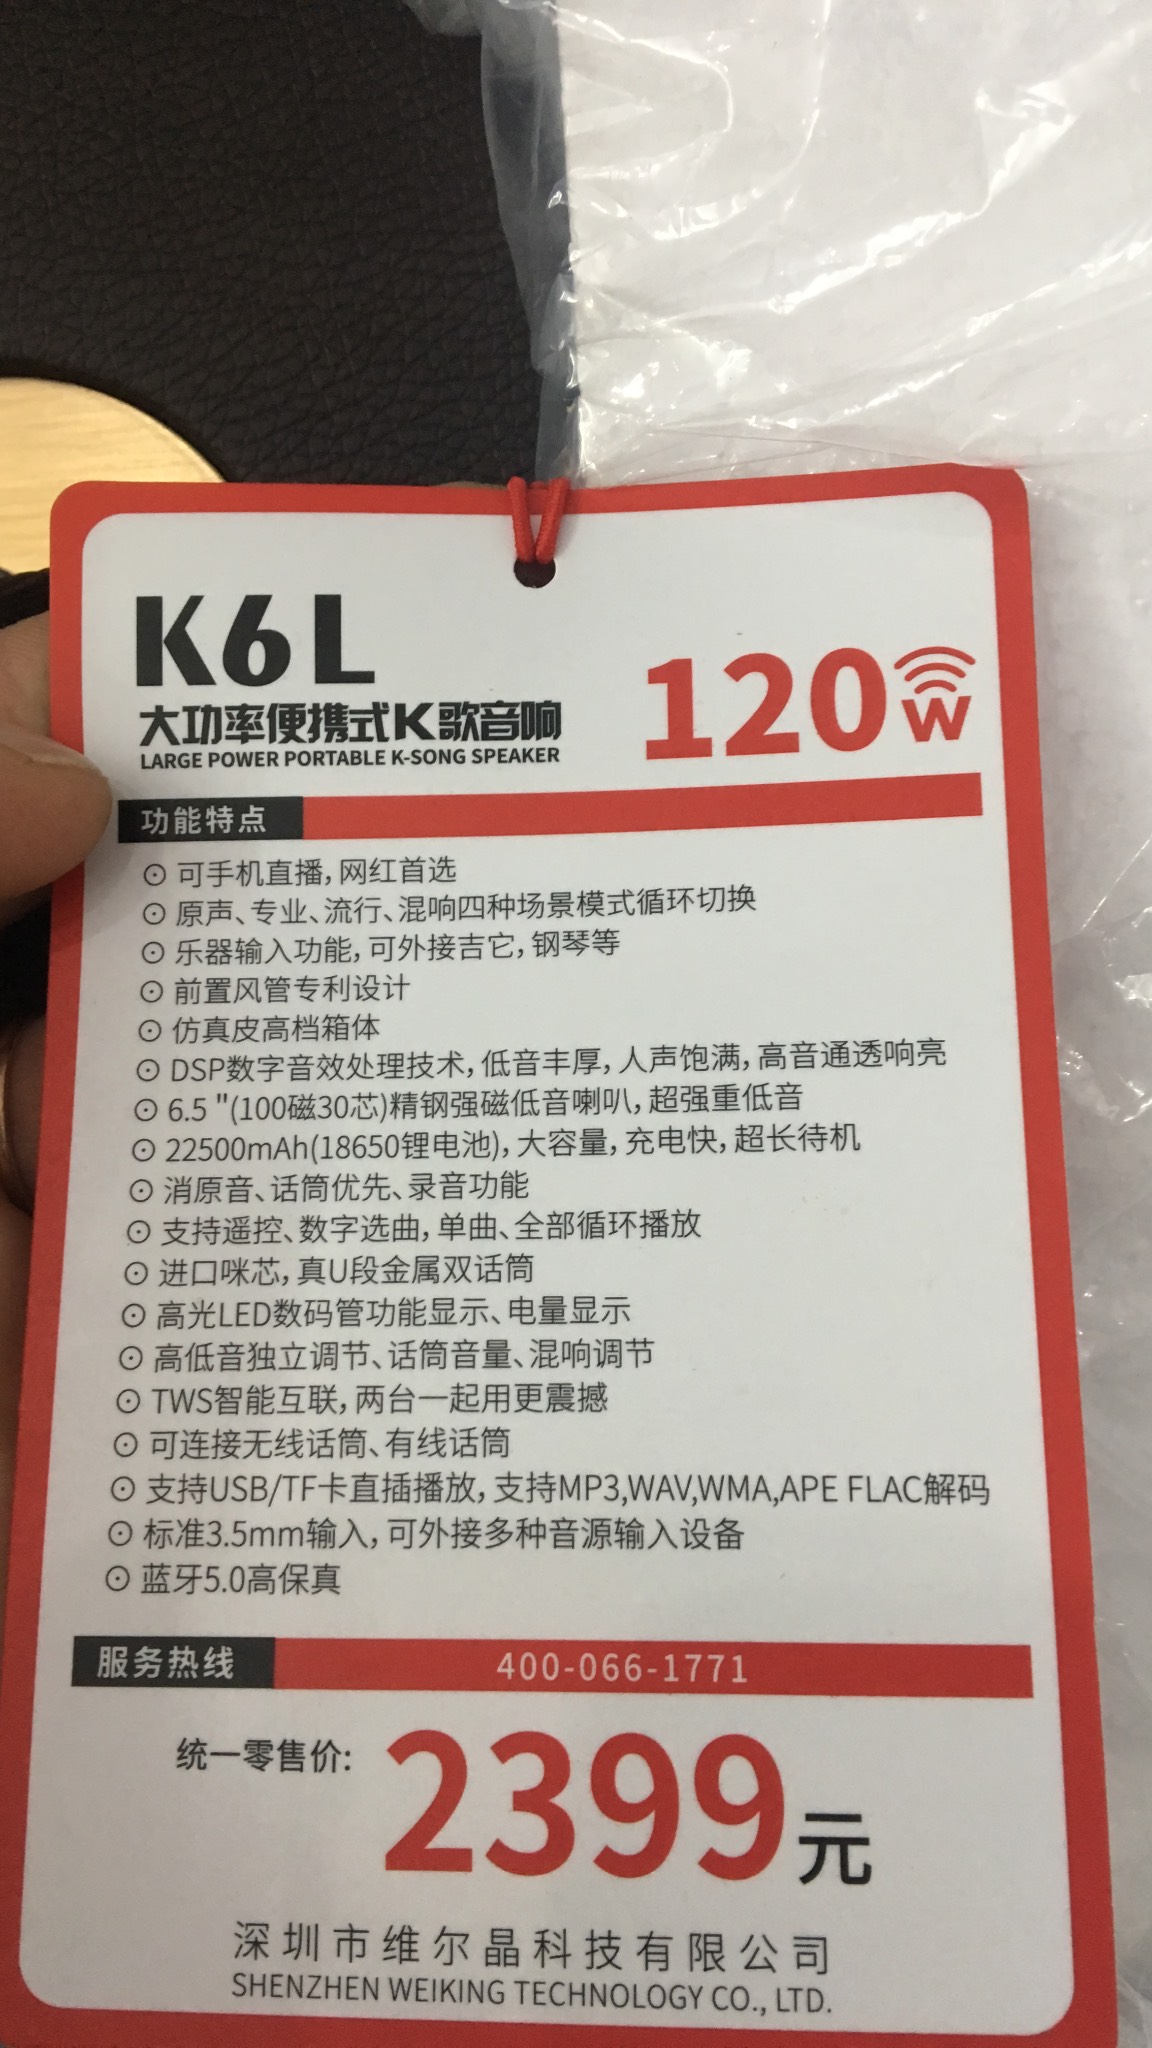 K6L
大功率便携式K歌音响
LARGE POWER PORTABLE K-SONG SPEAKER
120W
功能特点
⊙ 可手机直播，网红首选
⊙ 原声、专业、流行、混响四种场景模式循环切换
⊙ 乐器输入功能，可外接吉它，钢琴等
⊙ 前置风管专利设计
⊙ 仿真皮高档箱体
⊙ DSP数字音效处理技术，低音丰厚，人声饱满，高音通透响亮
⊙ 6.5 "(100磁30芯)精钢强磁低音喇叭，超强重低音
⊙ 22500mAh(18650锂电池)，大容量，充电快，超长待机
⊙ 消原音、话筒优先、录音功能
⊙ 支持遥控、数字选曲，单曲、全部循环播放
⊙ 进口咪芯，真U段金属双话筒
⊙ 高光LED数码管功能显示、电量显示
⊙ 高低音独立调节、话筒音量、混响调节
⊙ TWS智能互联，两台一起用更震撼
⊙ 可连接无线话筒、有线话筒
⊙ 支持USB/TF卡直插播放，支持MP3,WAV,WMA,APE FLAC解码
⊙ 标准3.5mm输入，可外接多种音源输入设备
⊙ 蓝牙5.0高保真
服务热线 400-066-1771
统一零售价: 2399元
深圳市维尔晶科技有限公司
SHENZHEN WEIKING TECHNOLOGY CO., LTD.